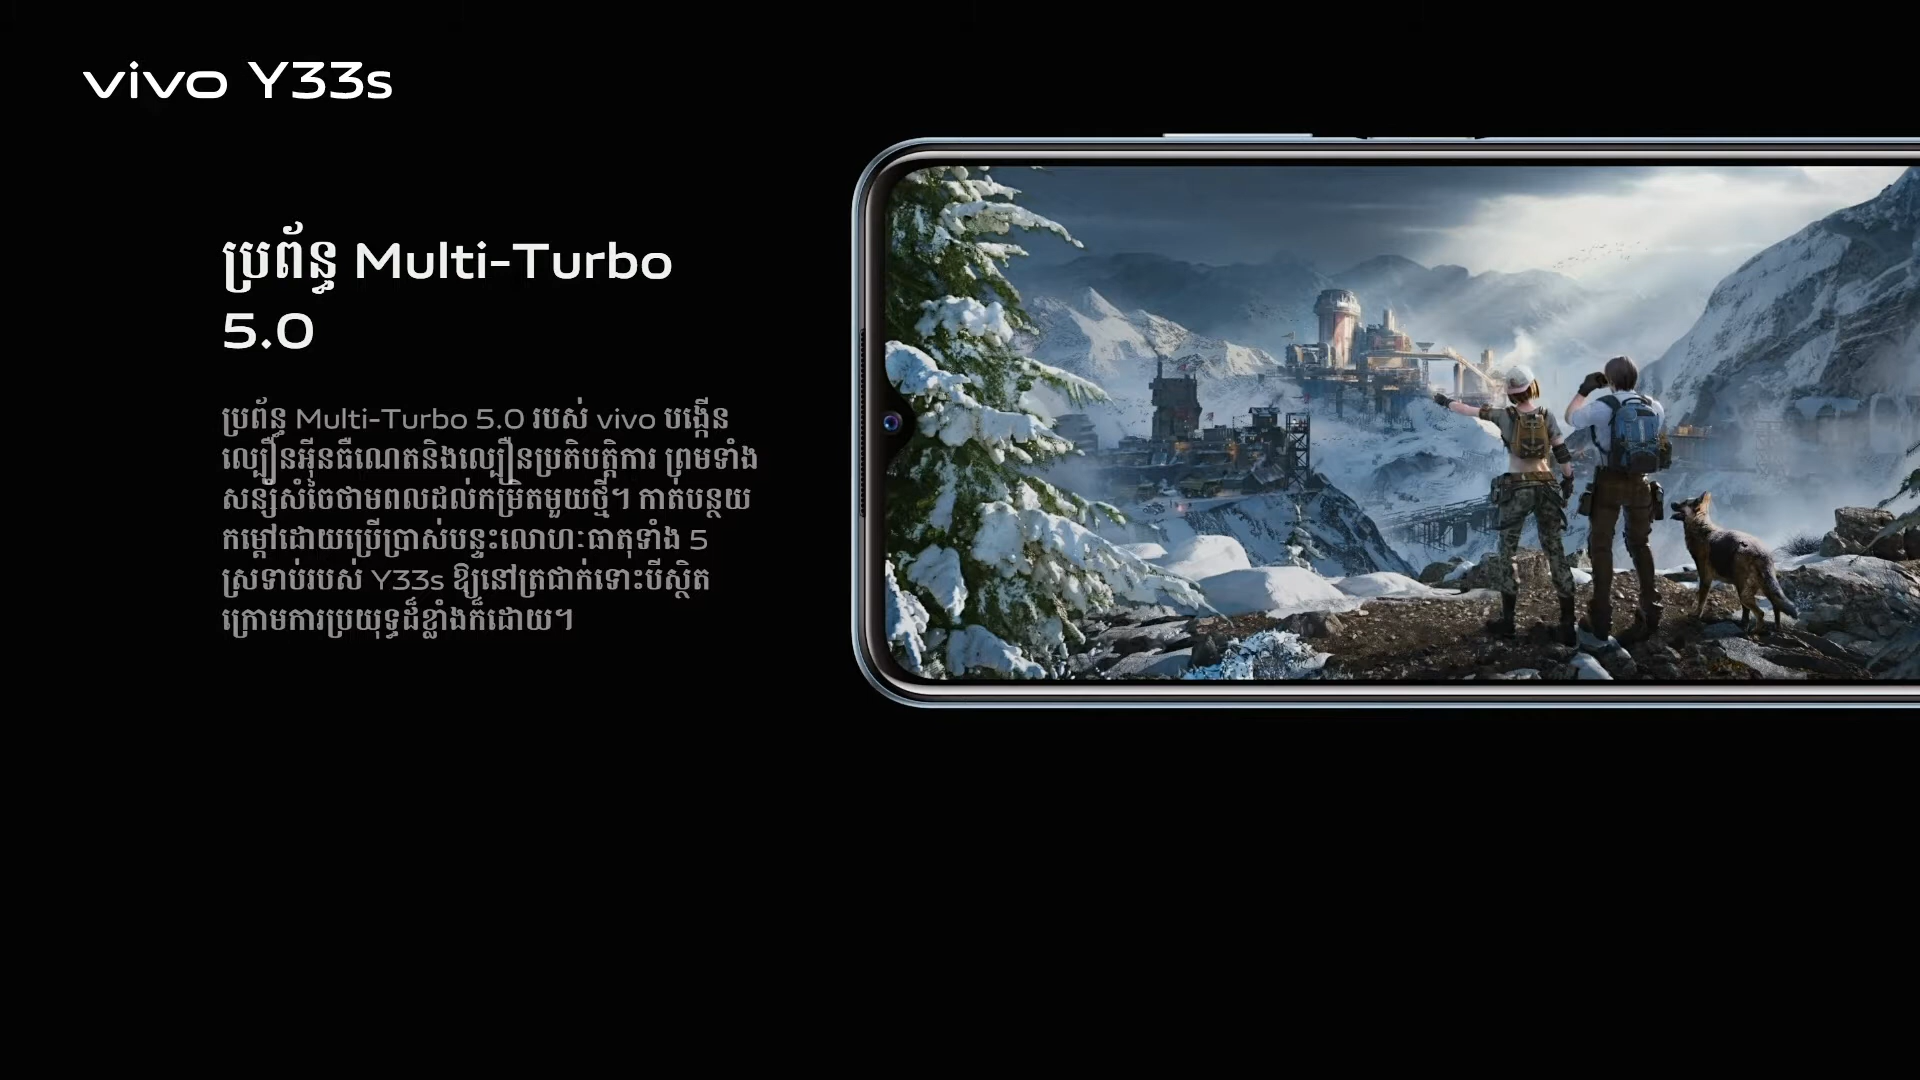 vivo Y33s
ប្រព័ន្ធ Multi-Turbo
5.0
ប្រព័ន្ធ Multi-Turbo 5.0 របស់ vivo បង្កើន
ល្បឿនអ៊ីនធឺណេតនិងល្បឿនប្រតិបត្តិការ ព្រមទាំង
សន្សំសំចៃថាមពលដល់កម្រិតមួយថ្មី។ កាត់បន្ថយ
កម្ដៅដោយប្រើប្រាស់បន្ទះលោហៈធាតុទាំង 5
ស្រទាប់របស់ Y33s ឱ្យនៅត្រជាក់ទោះបីស្ថិត
ក្រោមការប្រយុទ្ធដ៏ខ្លាំងក៏ដោយ។